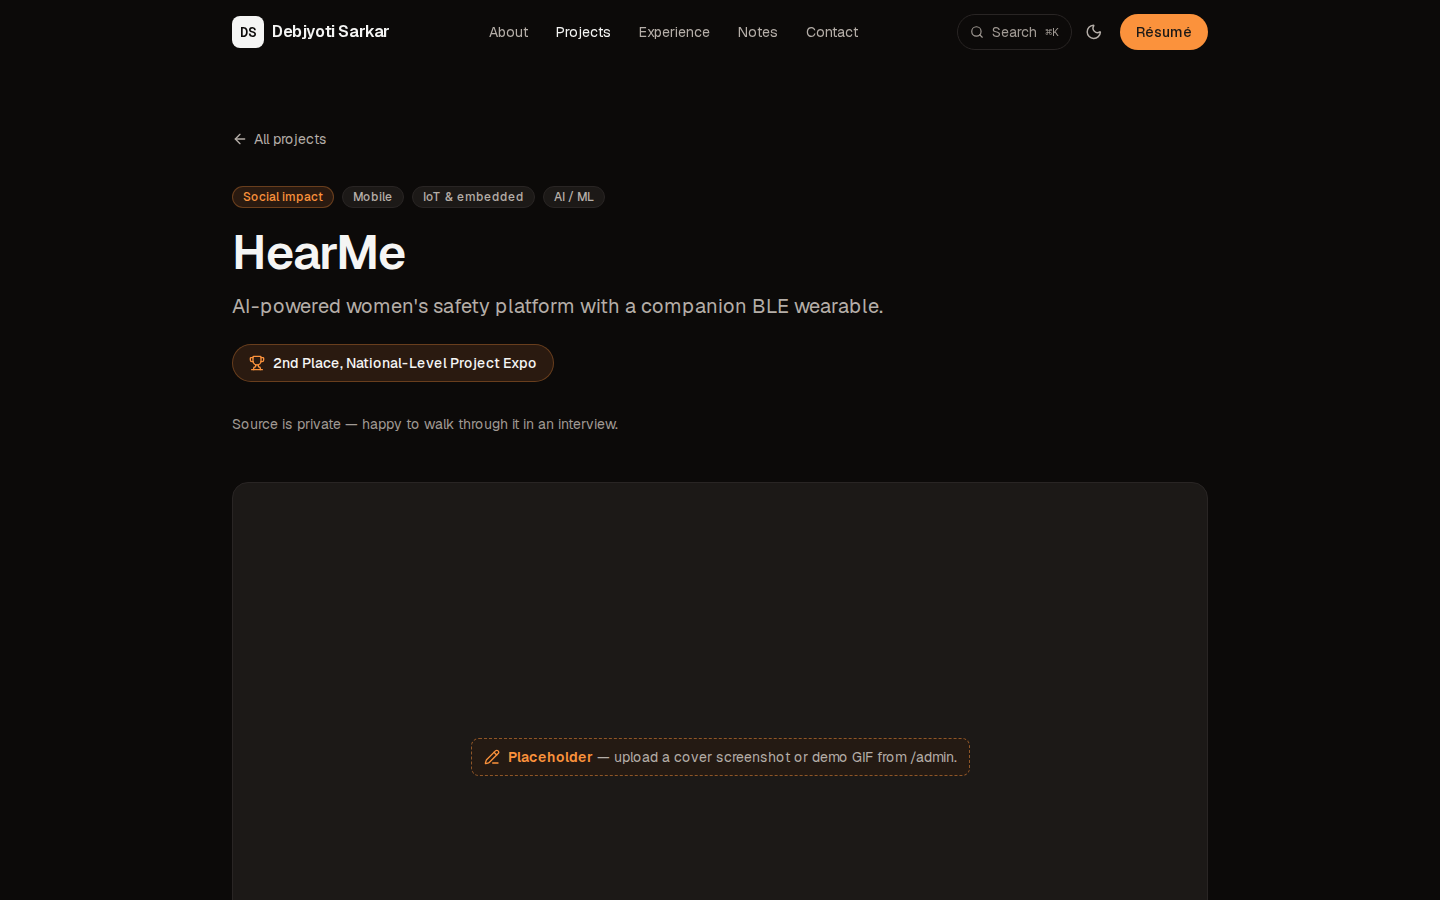 DS Debjyoti Sarkar About Projects Experience Notes Contact Search ⌘K Résumé
All projects
Social impact Mobile IoT & embedded AI / ML
HearMe
AI-powered women's safety platform with a companion BLE wearable.
2nd Place, National-Level Project Expo
Source is private — happy to walk through it in an interview.
Placeholder — upload a cover screenshot or demo GIF from /admin.